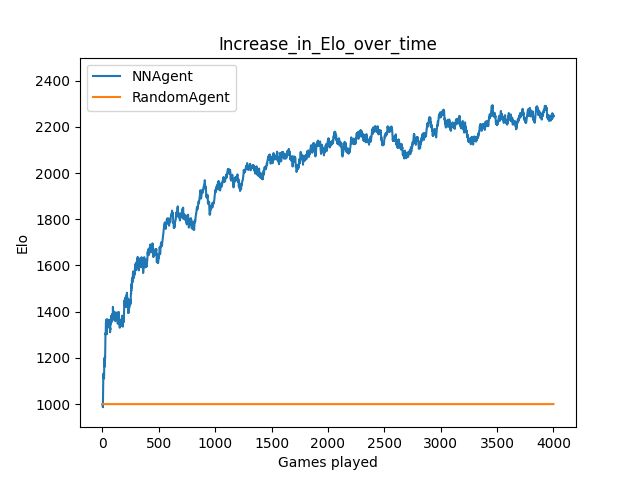 Increase_in_Elo_over_time
NNAgent
RandomAgent
2400
2200
2000
1800
1600
1400
1200
1000
Elo
0 500 1000 1500 2000 2500 3000 3500 4000
Games played